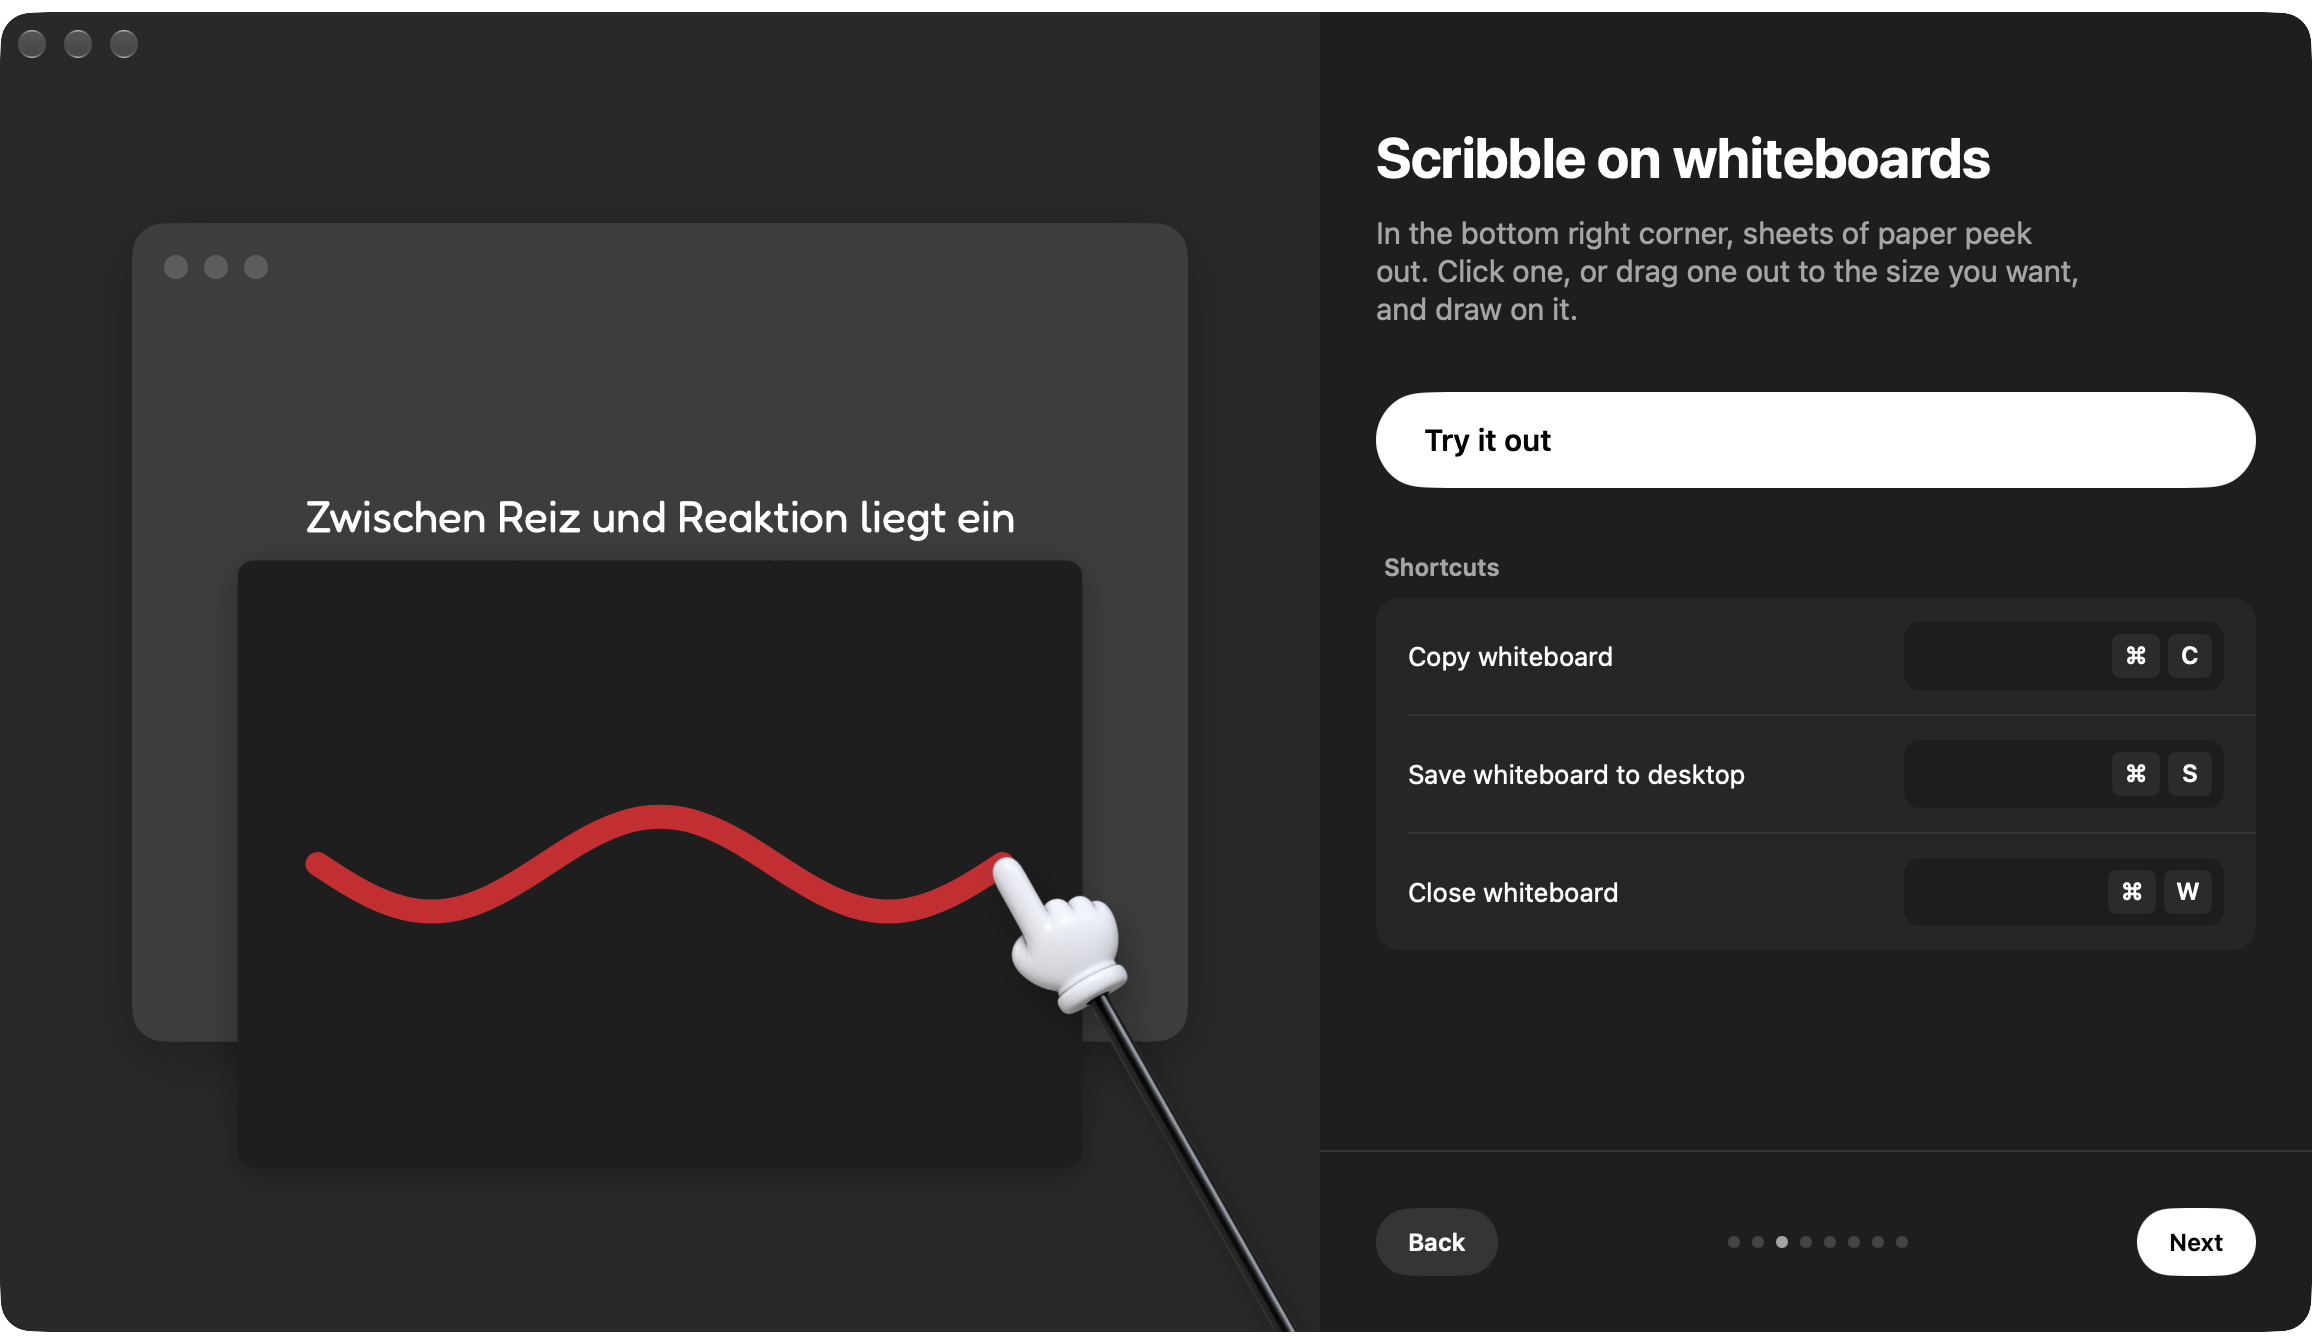 Zwischen Reiz und Reaktion liegt ein
Scribble on whiteboards
In the bottom right corner, sheets of paper peek
out. Click one, or drag one out to the size you want,
and draw on it.
Try it out
Shortcuts
Copy whiteboard ⌘ C
Save whiteboard to desktop ⌘ S
Close whiteboard ⌘ W
Back
Next